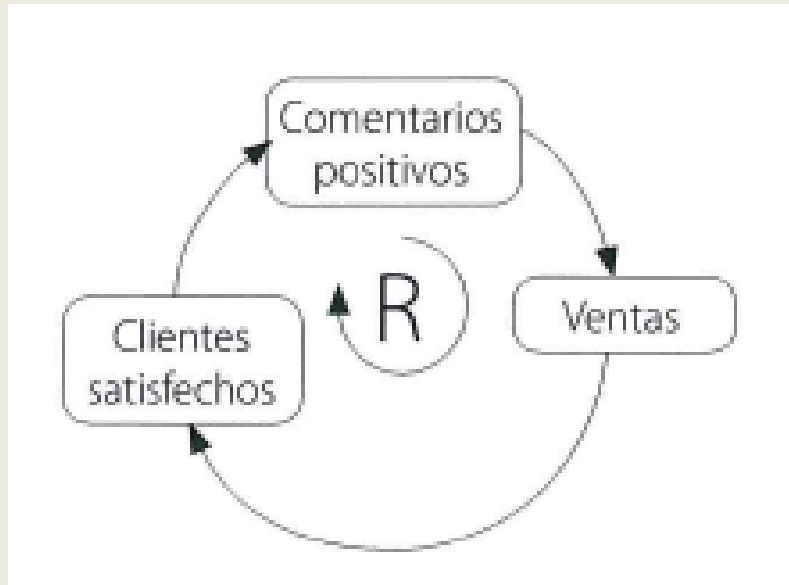 Comentarios
positivos
R
Ventas
Clientes
satisfechos